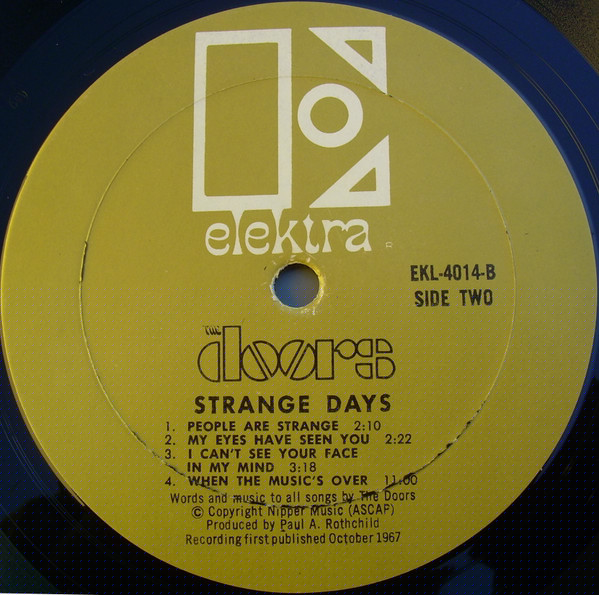 elektra
EKL-4014-B
SIDE TWO
THE
doors
STRANGE DAYS
1. PEOPLE ARE STRANGE 2:10
2. MY EYES HAVE SEEN YOU 2:22
3. I CAN'T SEE YOUR FACE
IN MY MIND 3:18
4. WHEN THE MUSIC'S OVER 11:00
Words and music to all songs by The Doors
© Copyright Nipper Music (ASCAP)
Produced by Paul A. Rothchild
Recording first published October 1967